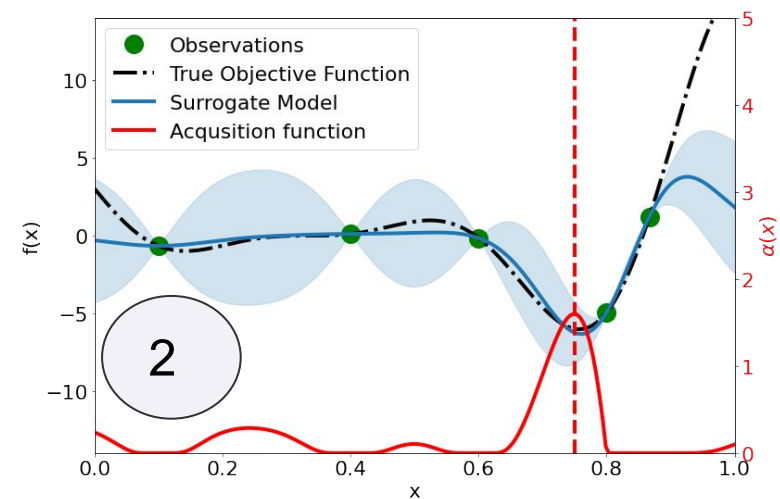 Observations
True Objective Function
Surrogate Model
Acqusition function
10
5
0
−5
−10
f(x)
2
0.0 0.2 0.4 0.6 0.8 1.0
x
5
4
3
2
1
0
α(x)